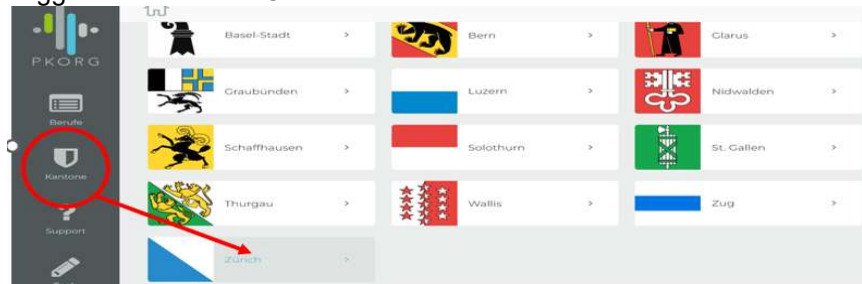 PKORG
Berufe
Kantone
Support
Basel-Stadt > Bern > Glarus >
Graubünden > Luzern > Nidwalden >
Schaffhausen > Solothurn > St. Gallen >
Thurgau > Wallis > Zug >
Zürich >